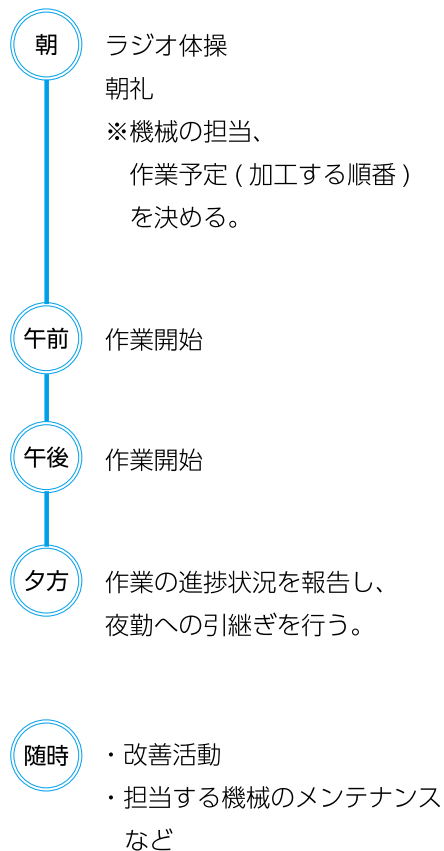 朝
ラジオ体操
朝礼
※機械の担当、
作業予定 ( 加工する順番 )
を決める。
午前
作業開始
午後
作業開始
夕方
作業の進捗状況を報告し、
夜勤への引継ぎを行う。
随時
・改善活動
・担当する機械のメンテナンス
など